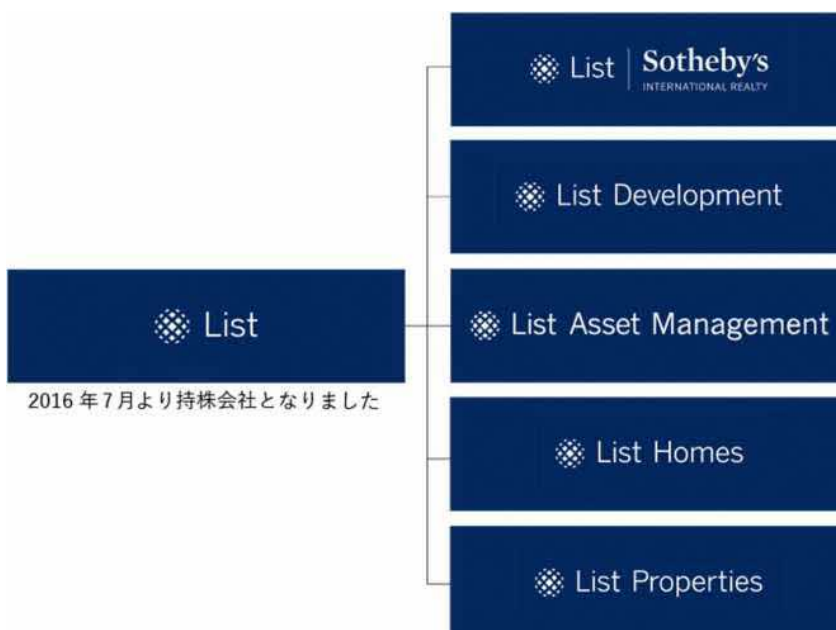 List
2016年7月より持株会社となりました
List | Sotheby's
INTERNATIONAL REALTY
List Development
List Asset Management
List Homes
List Properties